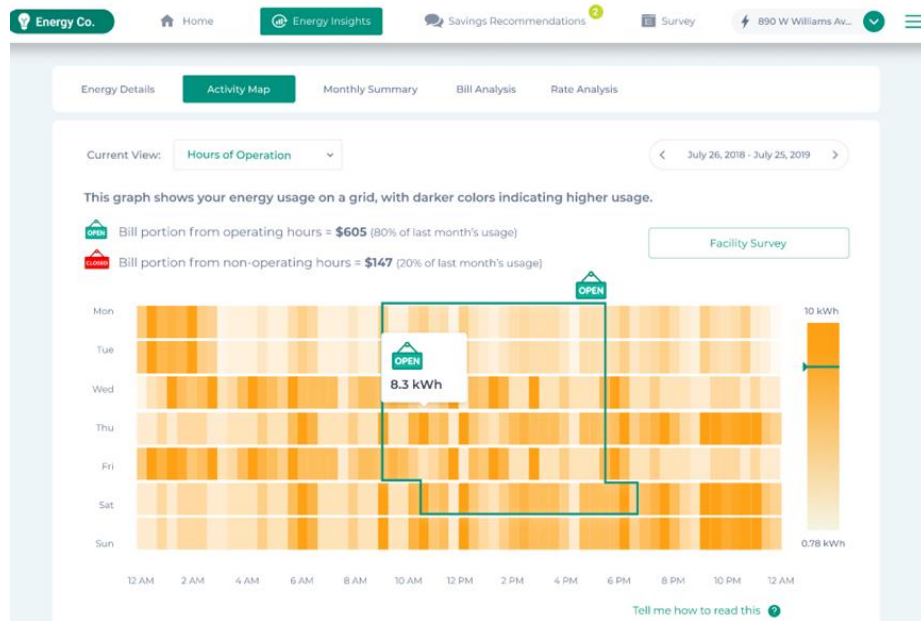 Energy Co.
Home
Energy Insights
Savings Recommendations
2
Survey
890 W Williams Av...
Energy Details
Activity Map
Monthly Summary
Bill Analysis
Rate Analysis
Current View:
Hours of Operation
July 26, 2018 - July 25, 2019
This graph shows your energy usage on a grid, with darker colors indicating higher usage.
OPEN
Bill portion from operating hours = $605 (80% of last month's usage)
CLOSED
Bill portion from non-operating hours = $147 (20% of last month's usage)
Facility Survey
OPEN
Mon
Tue
Wed
Thu
Fri
Sat
Sun
OPEN
8.3 kWh
10 kWh
0.78 kWh
12 AM
2 AM
4 AM
6 AM
8 AM
10 AM
12 PM
2 PM
4 PM
6 PM
8 PM
10 PM
12 AM
Tell me how to read this ?